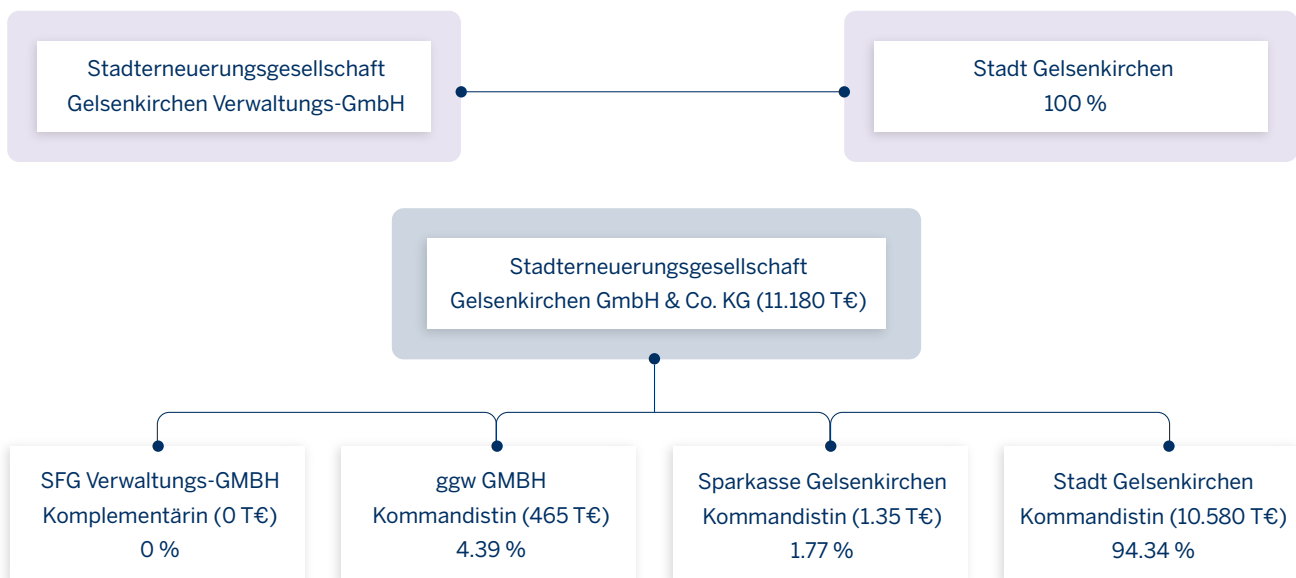 Stadterneuerungsgesellschaft
Gelsenkirchen Verwaltungs-GmbH
Stadt Gelsenkirchen
100 %
Stadterneuerungsgesellschaft
Gelsenkirchen GmbH & Co. KG (11.180 T€)
SFG Verwaltungs-GMBH
Komplementärin (0 T€)
0 %
ggw GMBH
Kommandistin (465 T€)
4.39 %
Sparkasse Gelsenkirchen
Kommandistin (1.35 T€)
1.77 %
Stadt Gelsenkirchen
Kommandistin (10.580 T€)
94.34 %